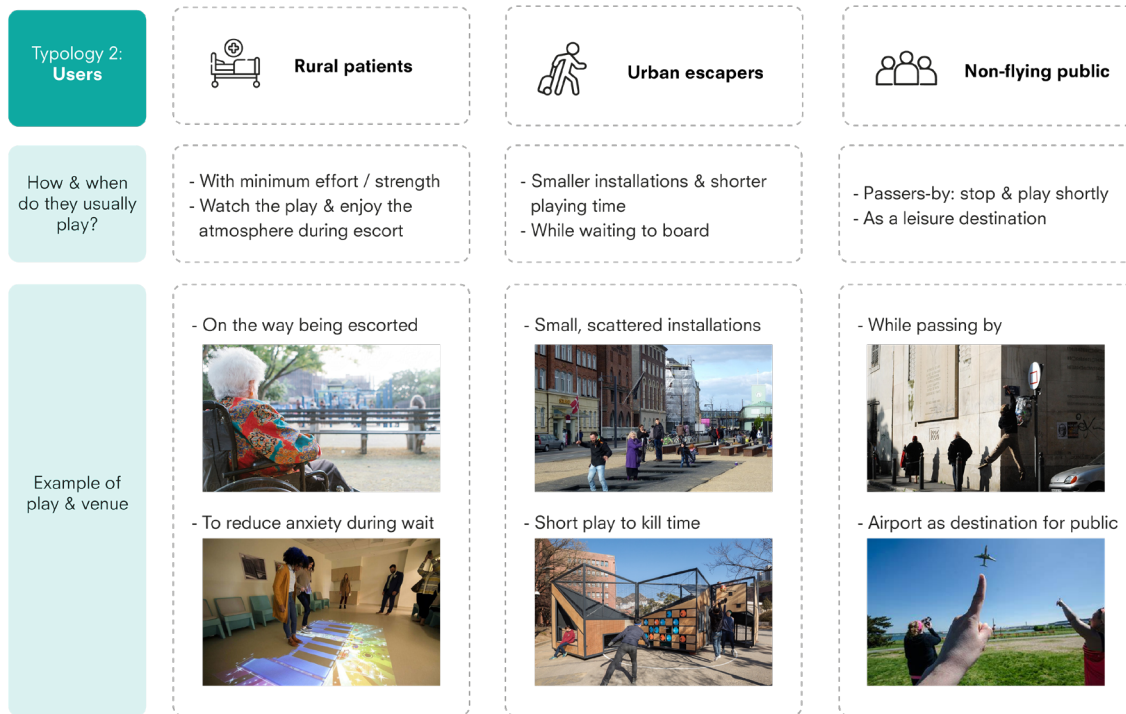 Typology 2:
Users
Rural patients
Urban escapers
Non-flying public
How & when
do they usually
play?
- With minimum effort / strength
- Watch the play & enjoy the
atmosphere during escort
- Smaller installations & shorter
playing time
- While waiting to board
- Passers-by: stop & play shortly
- As a leisure destination
Example of
play & venue
- On the way being escorted
- To reduce anxiety during wait
- Small, scattered installations
- Short play to kill time
- While passing by
- Airport as destination for public